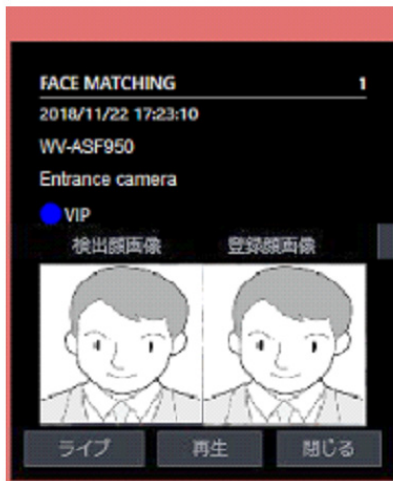 FACE MATCHING 1
2018/11/22 17:23:10
WV-ASF950
Entrance camera
VIP
検出顔画像 登録顔画像
ライブ 再生 閉じる